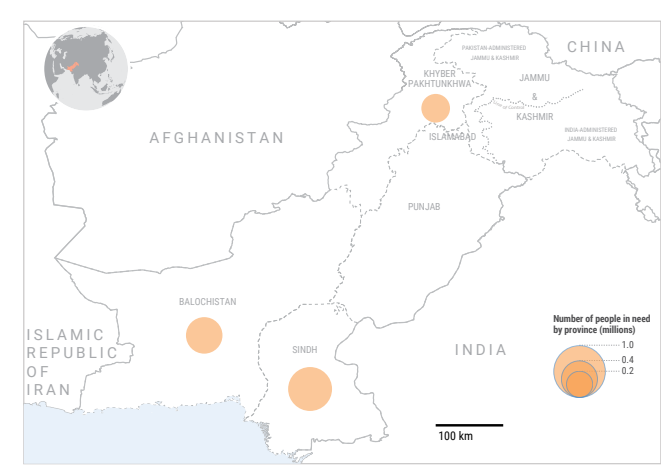 CHINA
PAKISTAN-ADMINISTERED
JAMMU & KASHMIR
KHYBER
PAKHTUNKHWA
JAMMU
&
KASHMIR
AFGHANISTAN
ISLAMABAD
INDIA-ADMINISTERED
JAMMU & KASHMIR
PUNJAB
BALOCHISTAN
ISLAMIC
REPUBLIC
OF
IRAN
SINDH
INDIA
Number of people in need
by province (millions)
1.0
0.4
0.2
100 km